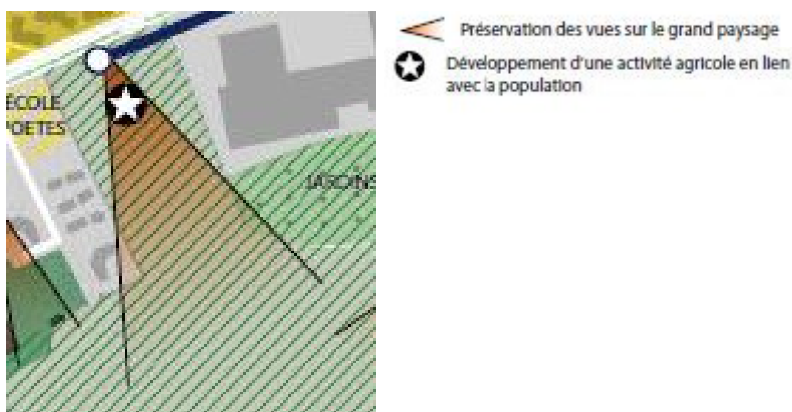 ÉCOLE
POETES
JARDINS
Préservation des vues sur le grand paysage
Développement d'une activité agricole en lien
avec la population